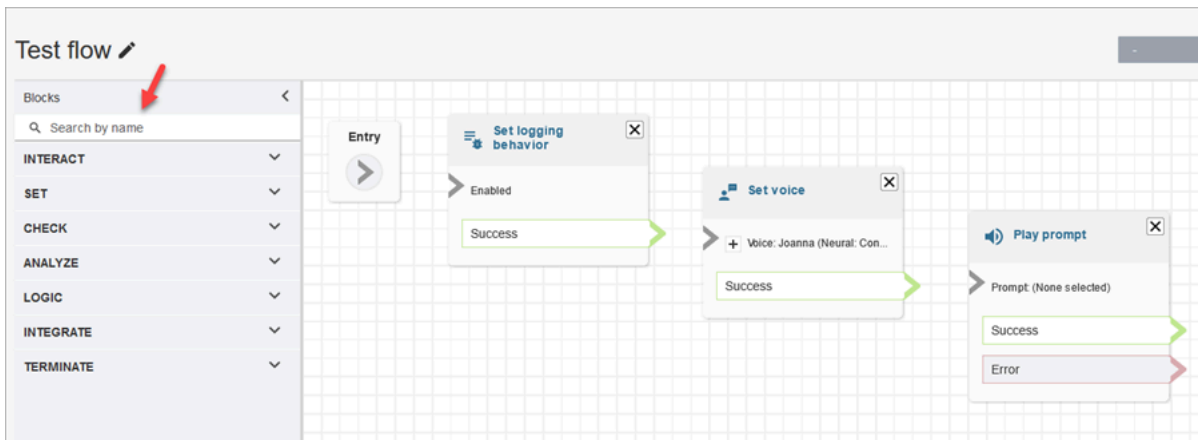 Test flow
Blocks
Search by name
INTERACT
SET
CHECK
ANALYZE
LOGIC
INTEGRATE
TERMINATE
Entry
Set logging
behavior
Enabled
Success
Set voice
Voice: Joanna (Neural: Con...
Success
Play prompt
Prompt: (None selected)
Success
Error
-